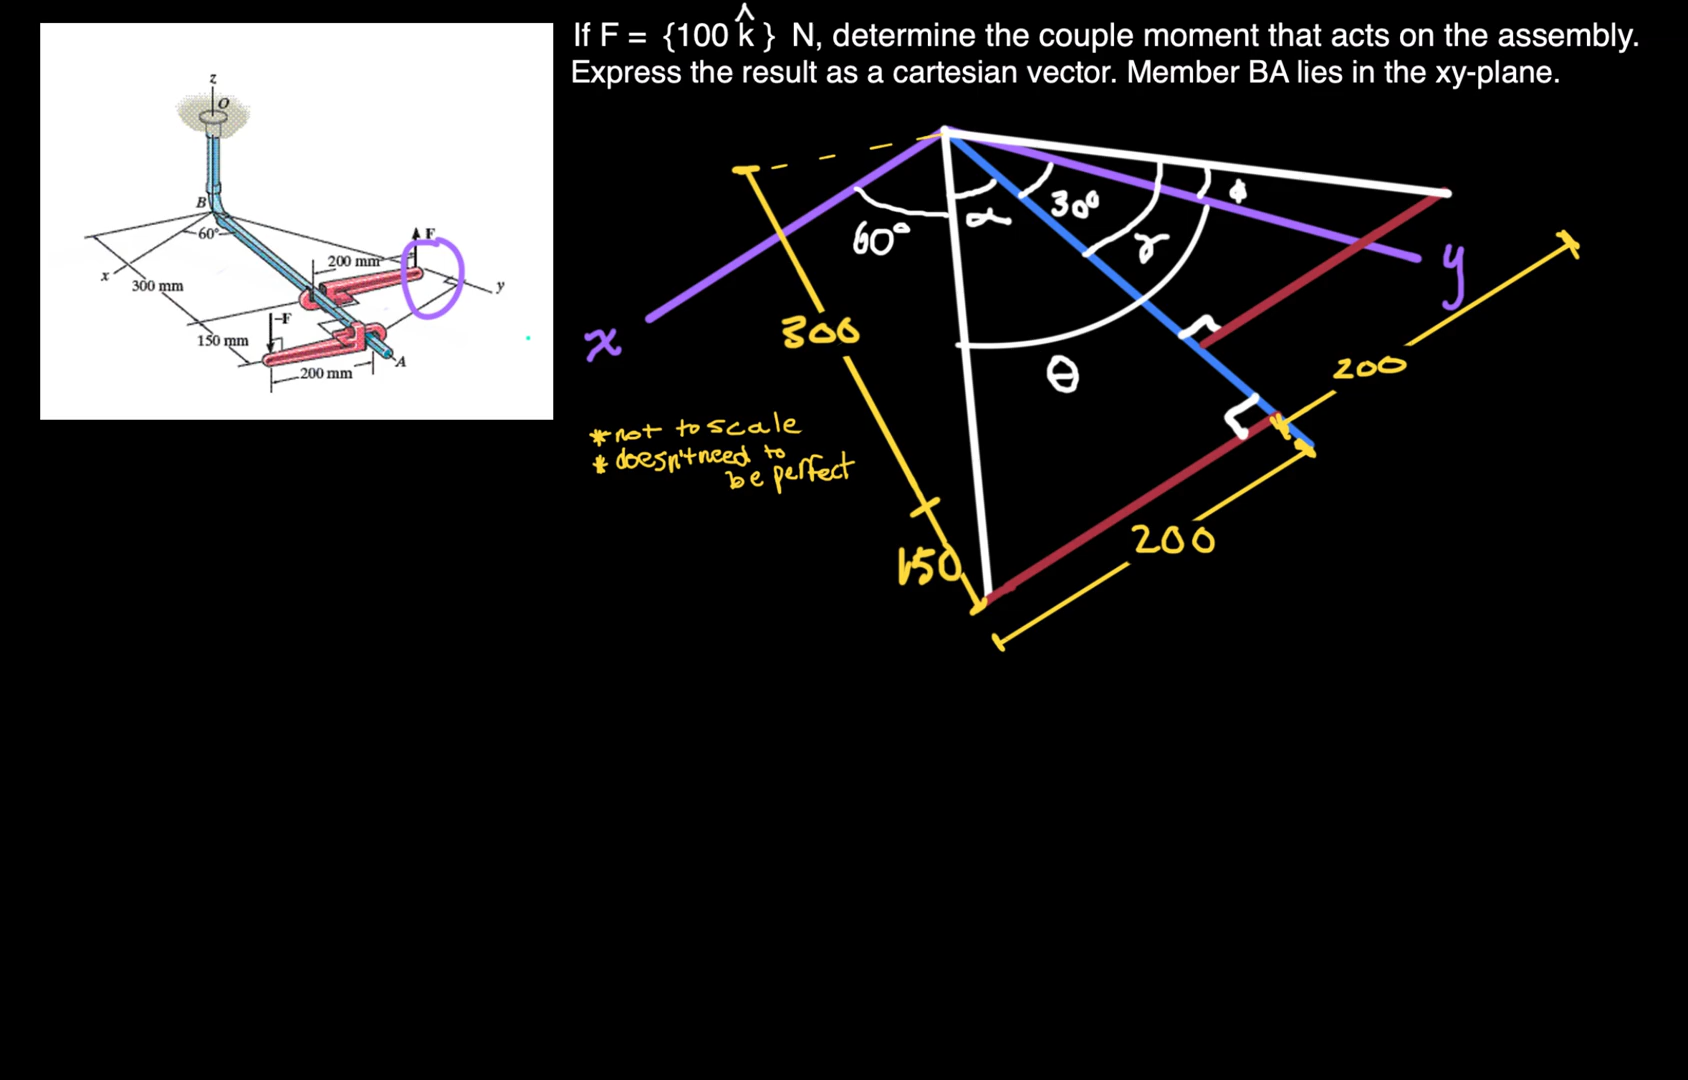 If F = {100 k̂} N, determine the couple moment that acts on the assembly.
Express the result as a cartesian vector. Member BA lies in the xy-plane.
z
O
B
60°
F
200 mm
x
y
300 mm
-F
150 mm
A
200 mm
60°
α
30°
γ
ϕ
y
x
300
θ
200
*not to scale
* doesn't need to
be perfect
150
200